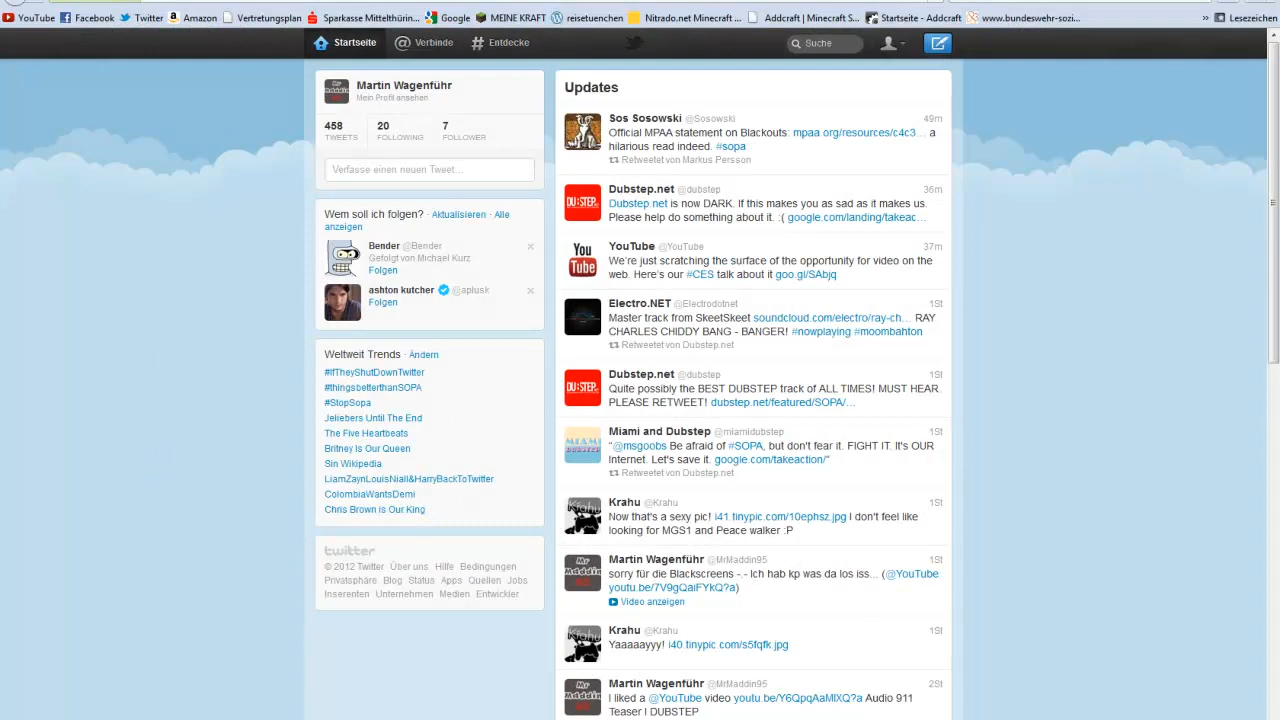 YouTube Facebook Twitter Amazon Vertretungsplan Sparkasse Mittelthürin... Google MEINE KRAFT reisetuenchen Nitrado.net Minecraft ... Addcraft | Minecraft S... Startseite - Addcraft www.bundeswehr-sozi... » Lesezeichen
Startseite @ Verbinde # Entdecke Suche
Martin Wagenführ
Mein Profil ansehen
458 20 7
TWEETS FOLLOWING FOLLOWER
Verfasse einen neuen Tweet...
Wem soll ich folgen? · Aktualisieren · Alle
anzeigen
Bender @Bender
Gefolgt von Michael Kurz
Folgen
ashton kutcher @aplusk
Folgen
Weltweit Trends · Ändern
#IfTheyShutDownTwitter
#thingsbetterthanSOPA
#StopSopa
Jeliebers Until The End
The Five Heartbeats
Britney Is Our Queen
Sin Wikipedia
LiamZaynLouisNiall&HarryBackToTwitter
ColombiaWantsDemi
Chris Brown is Our King
twitter
© 2012 Twitter Über uns Hilfe Bedingungen
Privatsphäre Blog Status Apps Quellen Jobs
Inserenten Unternehmen Medien Entwickler
Updates
Sos Sosowski @Sosowski 49m
Official MPAA statement on Blackouts: mpaa.org/resources/c4c3... a
hilarious read indeed. #sopa
Retweetet von Markus Persson
DUBSTEP.
Dubstep.net @dubstep 36m
Dubstep.net is now DARK. If this makes you as sad as it makes us.
Please help do something about it. :( google.com/landing/takeac...
You
Tube
YouTube @YouTube 37m
We're just scratching the surface of the opportunity for video on the
web. Here's our #CES talk about it goo.gl/SAbjq
Electro.NET @Electrodotnet 1St
Master track from SkeetSkeet soundcloud.com/electro/ray-ch... RAY
CHARLES CHIDDY BANG - BANGER! #nowplaying #moombahton
Retweetet von Dubstep.net
DUBSTEP.
Dubstep.net @dubstep 1St
Quite possibly the BEST DUBSTEP track of ALL TIMES! MUST HEAR.
PLEASE RETWEET! dubstep.net/featured/SOPA/...
MIAMI
DUBSTEP
Miami and Dubstep @miamidubstep 1St
"@msgoobs Be afraid of #SOPA, but don't fear it. FIGHT IT. It's OUR
Internet. Let's save it. google.com/takeaction/"
Retweetet von Dubstep.net
Krahu
Krahu @Krahu 1St
Now that's a sexy pic! i41.tinypic.com/10ephsz.jpg I don't feel like
looking for MGS1 and Peace walker :P
Mr
Maddin
95
Martin Wagenführ @MrMaddin95 1St
sorry für die Blackscreens -.- Ich hab kp was da los iss... (@YouTube
youtu.be/7V9gQaiFYkQ?a)
Video anzeigen
Krahu @Krahu 1St
Yaaaaayyy! i40.tinypic.com/s5fqfk.jpg
Mr
Maddin
95
Martin Wagenführ @MrMaddin95 2St
I liked a @YouTube video youtu.be/Y6QpqAaMlXQ?a Audio 911
Teaser I DUBSTEP